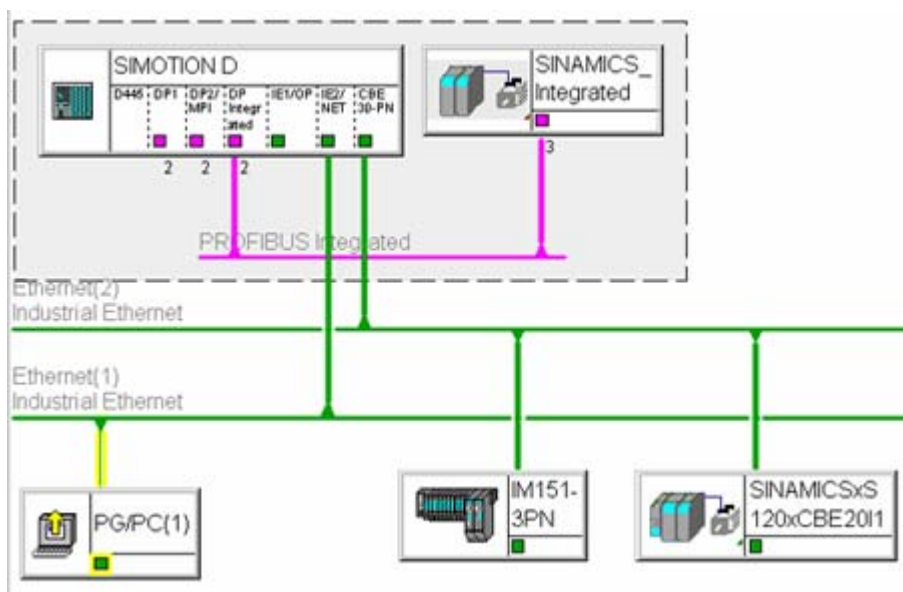 SIMOTION D
D445 DP1 DP2/ DP IE1/OP IE2/ CBE
MPI Integr NET 30-PN
ated
2 2 2
SINAMICS_
Integrated
3
PROFIBUS Integrated
Ethernet(2)
Industrial Ethernet
Ethernet(1)
Industrial Ethernet
PG/PC(1)
IM151-
3PN
SINAMICSxS
120xCBE20I1